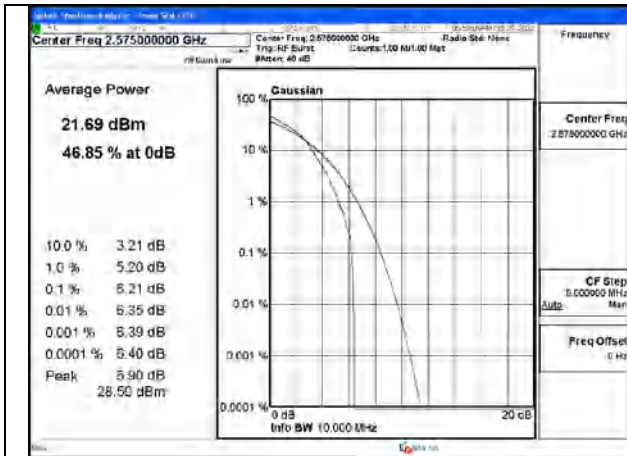 Center Freq 2.575000000 GHz
Center Freq: 2.575000000 GHz
Radio Std: None
Trig: RF Burst
Counts:1.00 M/1.00 Mpt
#Atten: 40 dB
Average Power
21.69 dBm
46.85 % at 0dB
10.0 % 3.21 dB
1.0 % 5.20 dB
0.1 % 6.21 dB
0.01 % 6.35 dB
0.001 % 6.39 dB
0.0001 % 6.40 dB
Peak
28.50 dBm
Gaussian
100 %
10 %
1 %
0.1 %
0.01 %
0.001 %
0.0001 %
0 dB
20 dB
Info BW 10.000 MHz
Frequency
Center Freq
2.575000000 GHz
CF Step
5.000000 MHz
Auto Man
Freq Offset
0 Hz